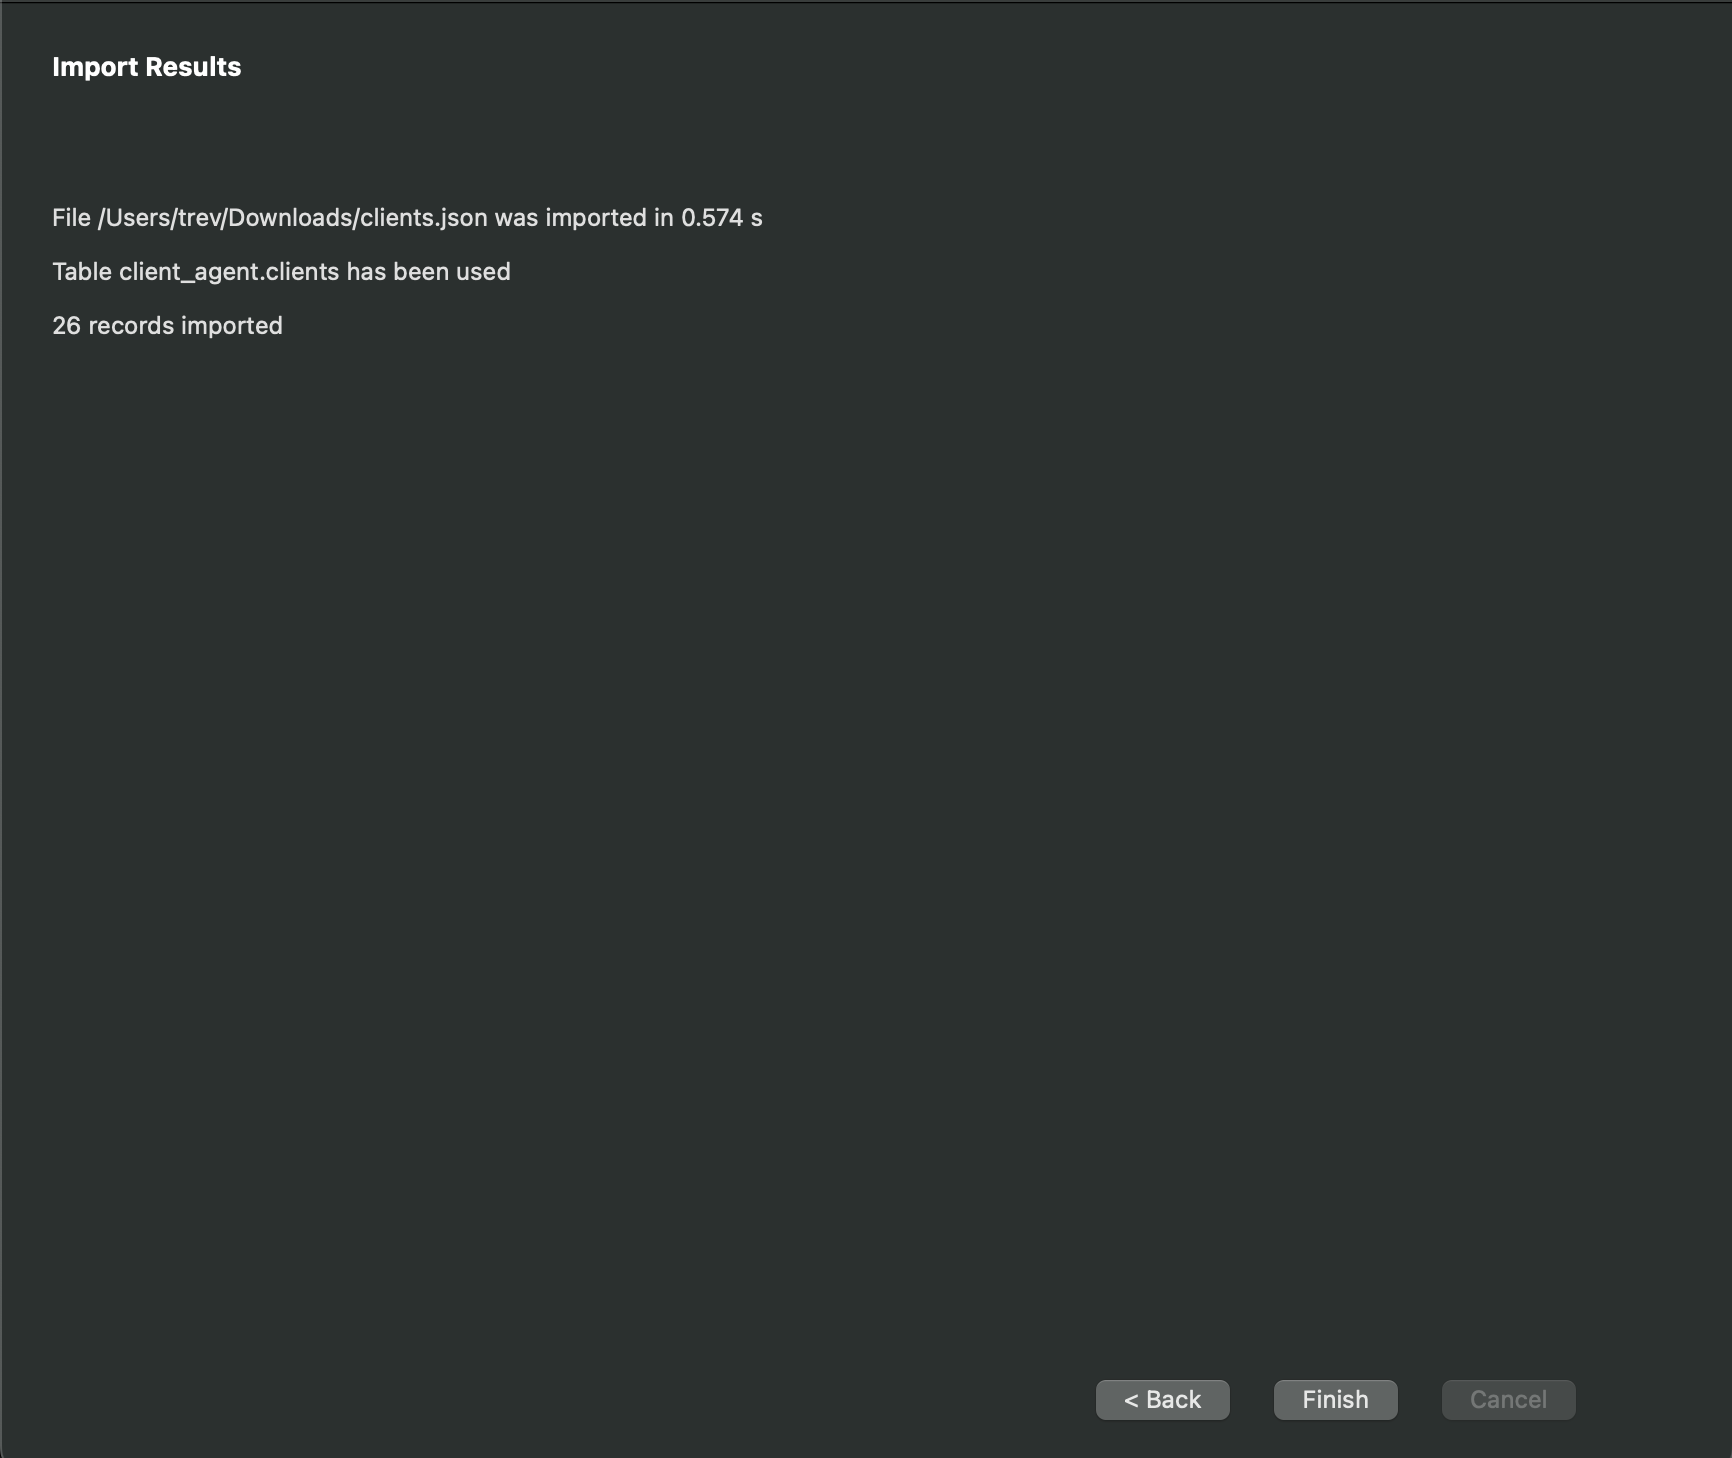 Import Results
File /Users/trev/Downloads/clients.json was imported in 0.574 s
Table client_agent.clients has been used
26 records imported
< Back
Finish
Cancel